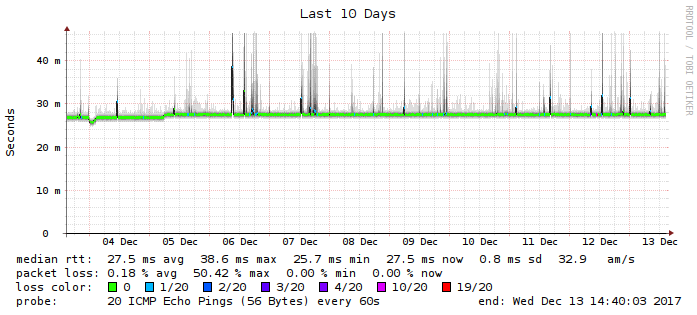 Last 10 Days
RRDTOOL / TOBI OETIKER
Seconds
40 m
30 m
20 m
10 m
0
04 Dec 05 Dec 06 Dec 07 Dec 08 Dec 09 Dec 10 Dec 11 Dec 12 Dec 13 Dec
median rtt: 27.5 ms avg 38.6 ms max 25.7 ms min 27.5 ms now 0.8 ms sd 32.9 am/s
packet loss: 0.18 % avg 50.42 % max 0.00 % min 0.00 % now
loss color: 0 1/20 2/20 3/20 4/20 10/20 19/20
probe: 20 ICMP Echo Pings (56 Bytes) every 60s end: Wed Dec 13 14:40:03 2017